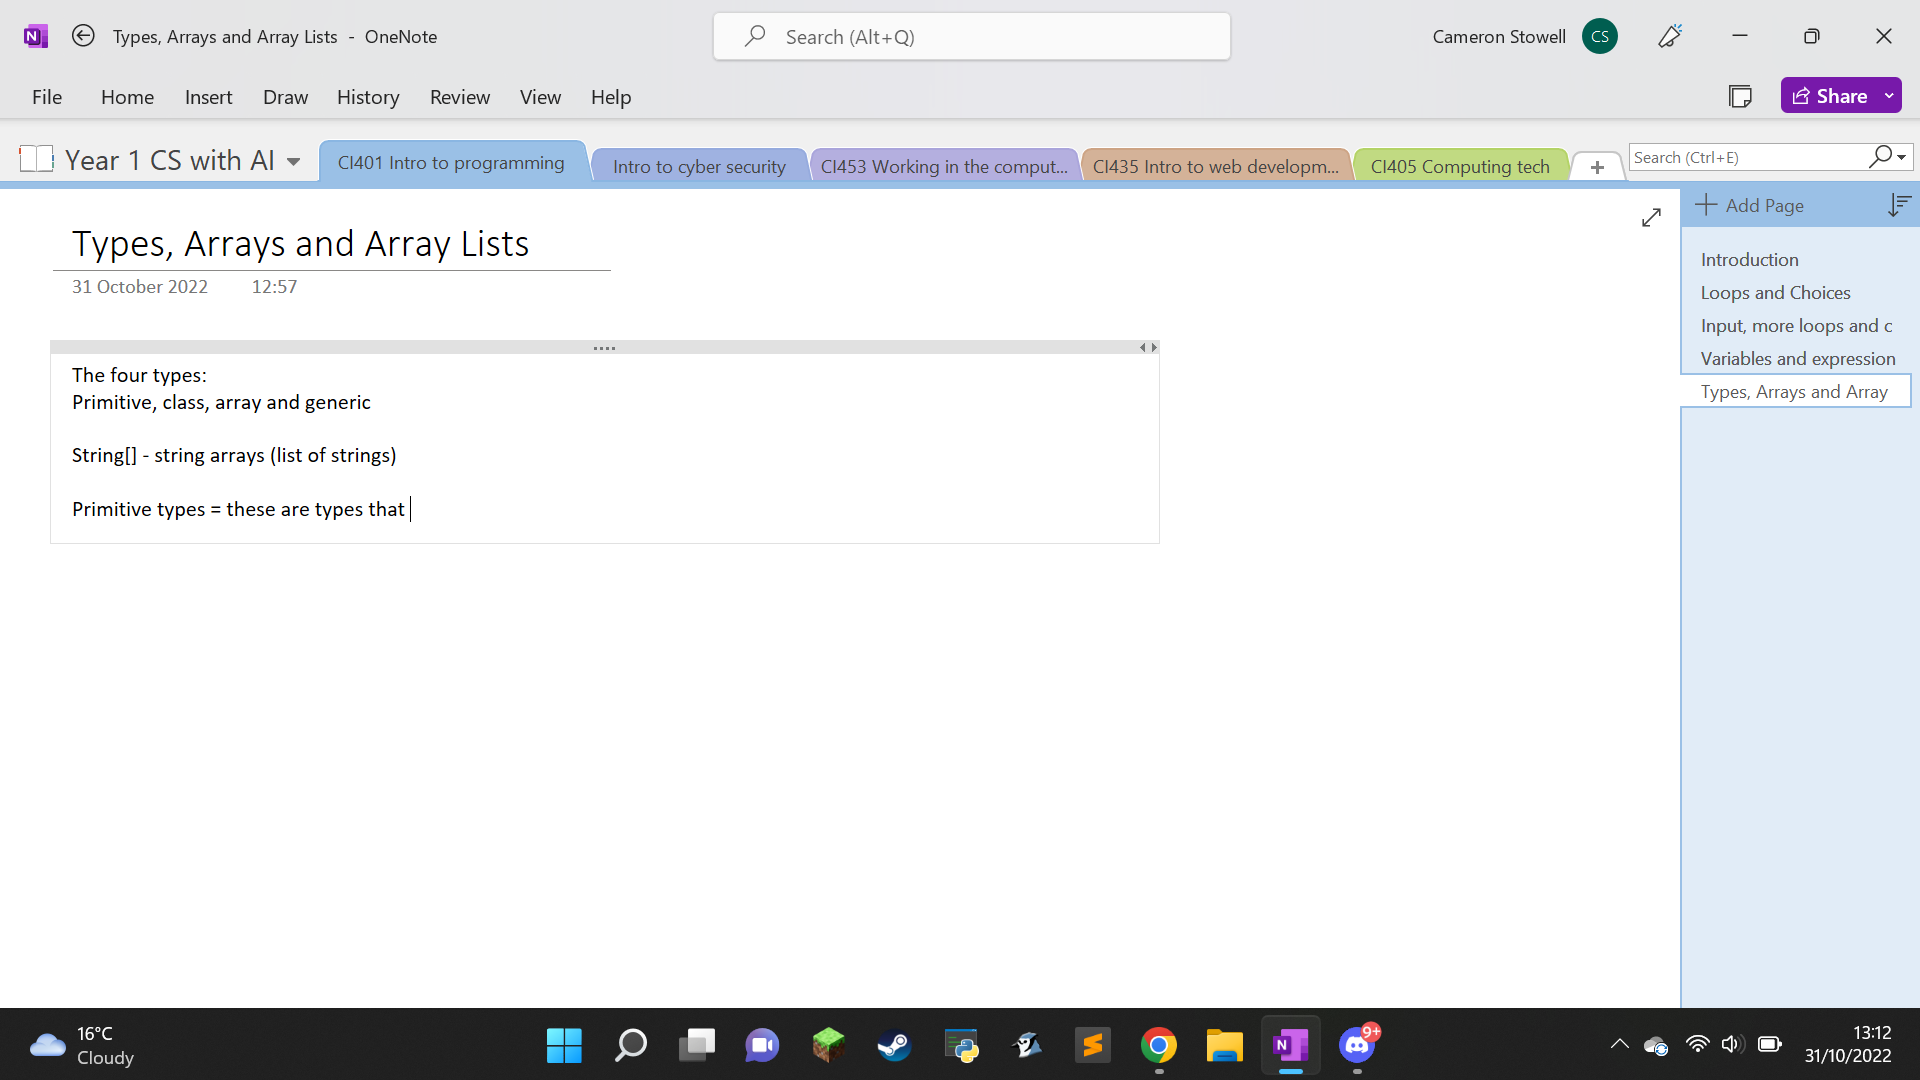 Types, Arrays and Array Lists - OneNote
Search (Alt+Q)
Cameron Stowell
CS
File Home Insert Draw History Review View Help
Share
Year 1 CS with AI
CI401 Intro to programming
Intro to cyber security
CI453 Working in the comput...
CI435 Intro to web developm...
CI405 Computing tech
Search (Ctrl+E)
Add Page
Introduction
Loops and Choices
Input, more loops and c
Variables and expression
Types, Arrays and Array
Types, Arrays and Array Lists
31 October 2022 12:57
The four types:
Primitive, class, array and generic
String[] - string arrays (list of strings)
Primitive types = these are types that
16°C
Cloudy
9+
13:12
31/10/2022